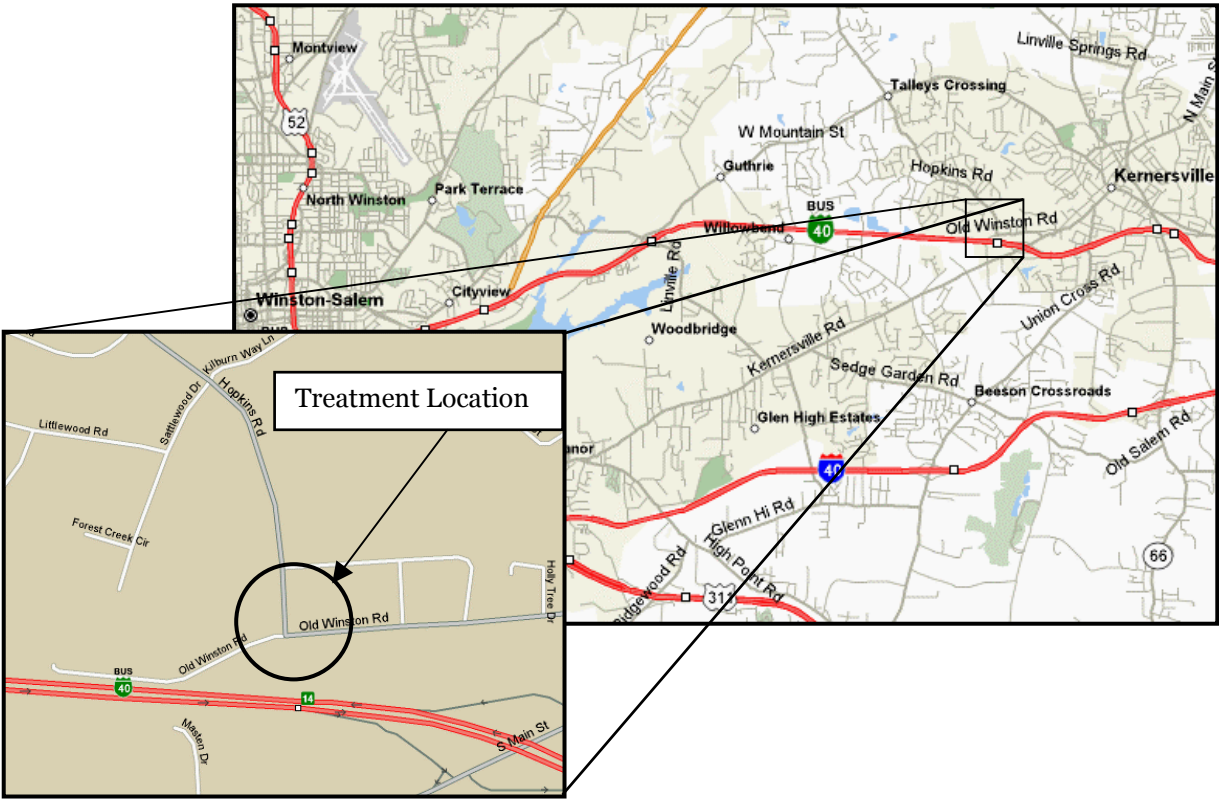 Linville Springs Rd
N Main S
Montview
Talleys Crossing
52
W Mountain St
Guthrie
Hopkins Rd
Kernersville
North Winston
Park Terrace
BUS
40
Willowbend
Old Winston Rd
Linville Rd
Cityview
Winston-Salem
Union Cross Rd
Woodbridge
Kernersville Rd
Sedge Garden Rd
Beeson Crossroads
Glen High Estates
Old Salem Rd
anor
40
Glenn Hi Rd
High Point Rd
Ridgewood Rd
311
66
Kilburn Way Ln
Treatment Location
Hopkins Rd
Sattlewood Dr
Littlewood Rd
Forest Creek Cir
Holly Tree Dr
Old Winston Rd
Old Winston Rd
BUS
40
14
Masten Dr
S Main St